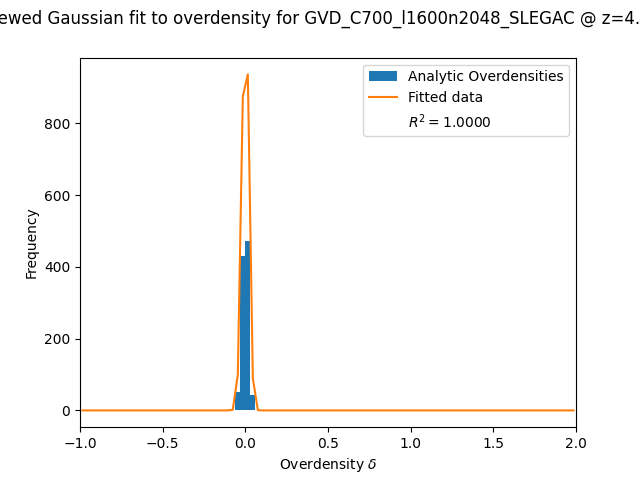 ewed Gaussian fit to overdensity for GVD_C700_l1600n2048_SLEGAC @ z=4.
Analytic Overdensities
Fitted data
R² = 1.0000
Frequency
800
600
400
200
0
−1.0 −0.5 0.0 0.5 1.0 1.5 2.0
Overdensity δ